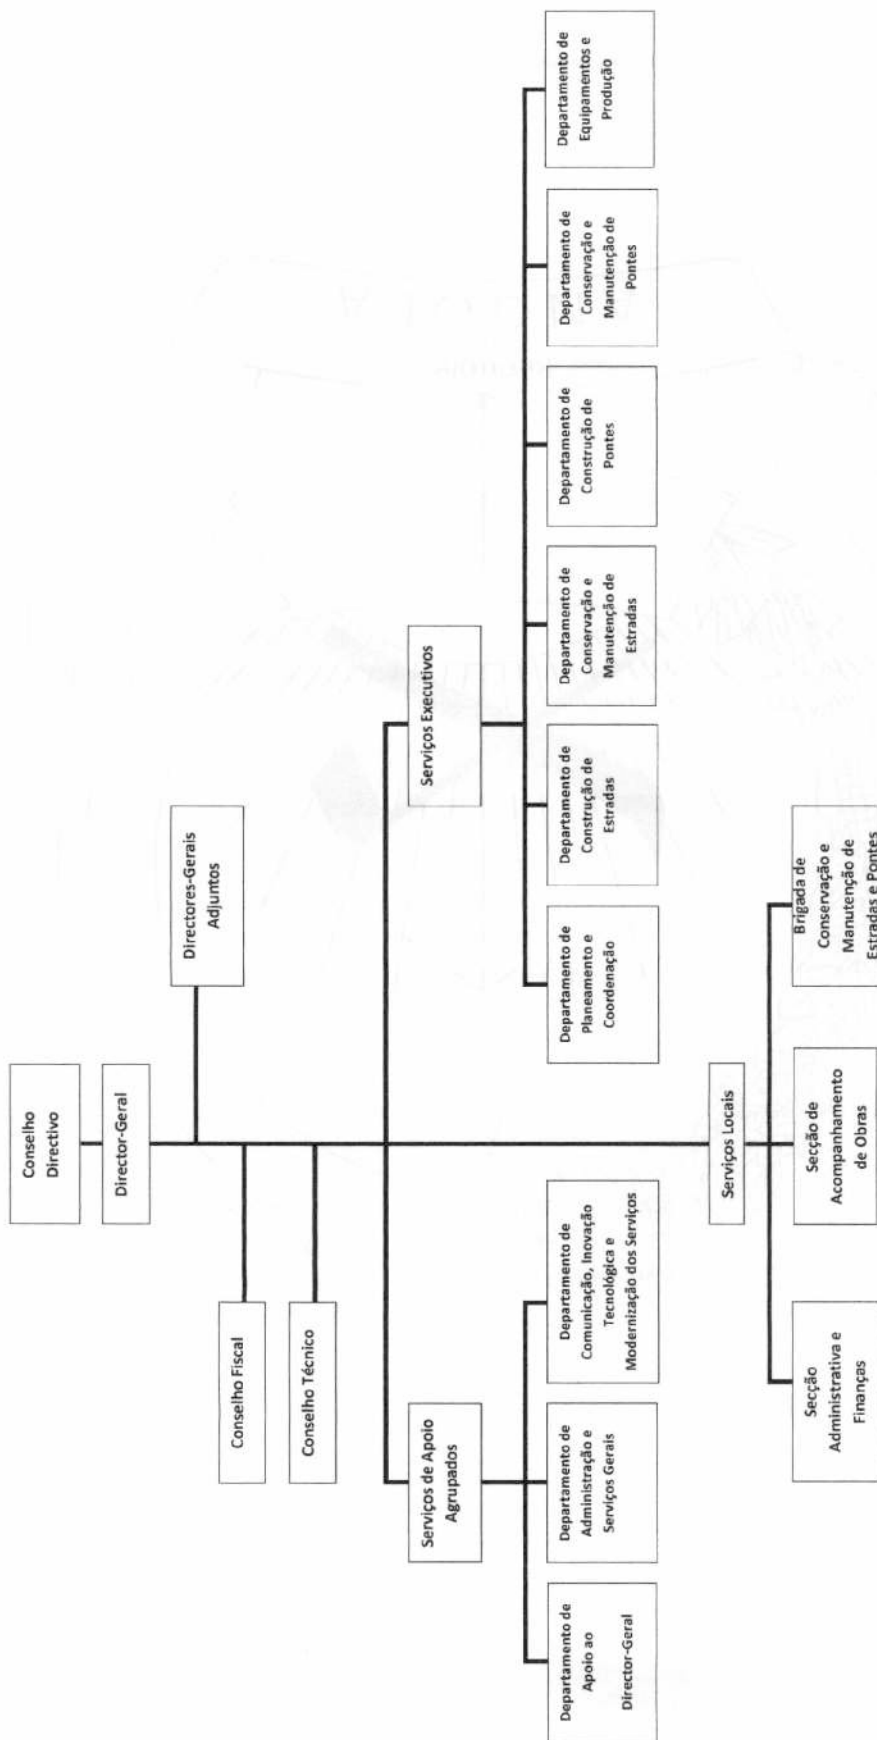 Conselho
Directivo
Director-Geral
Directores-Gerais
Adjuntos
Conselho Fiscal
Conselho Técnico
Serviços de Apoio
Agrupados
Serviços Executivos
Departamento de
Apoio ao
Director-Geral
Departamento de
Administração e
Serviços Gerais
Departamento de
Comunicação, Inovação
Tecnológica e
Modernização dos Serviços
Departamento de
Planeamento e
Coordenação
Departamento de
Construção de
Estradas
Departamento de
Conservação e
Manutenção de
Estradas
Departamento de
Construção de
Pontes
Departamento de
Conservação e
Manutenção de
Pontes
Departamento de
Equipamentos e
Produção
Serviços Locais
Secção
Administrativa e
Finanças
Secção de
Acompanhamento
de Obras
Brigada de
Conservação e
Manutenção de
Estradas e Pontes